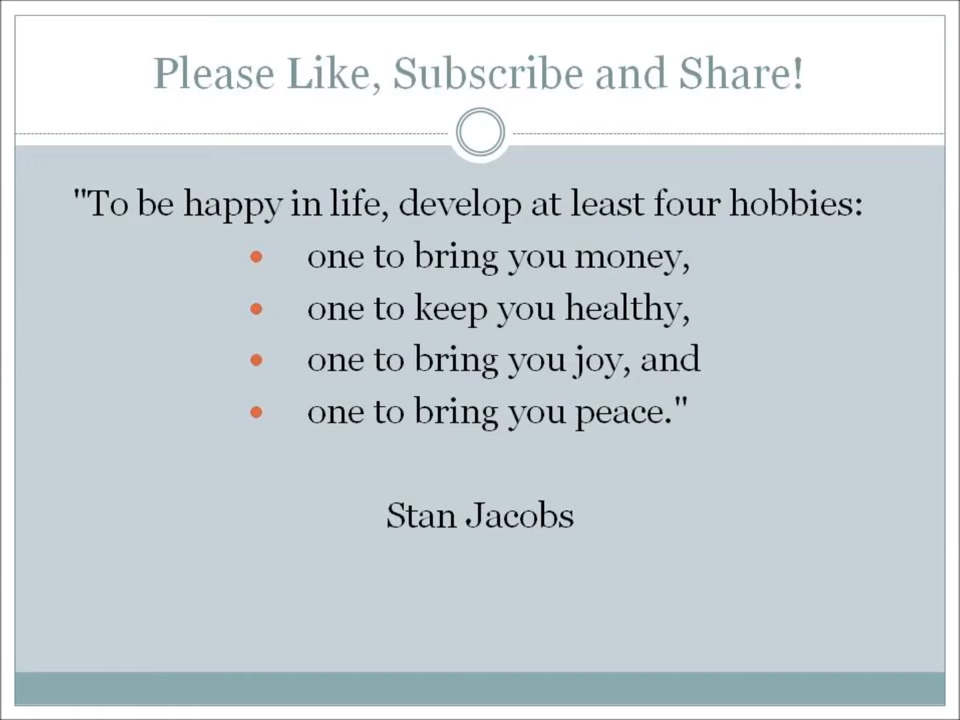 Please Like, Subscribe and Share!
"To be happy in life, develop at least four hobbies:
• one to bring you money,
• one to keep you healthy,
• one to bring you joy, and
• one to bring you peace."
Stan Jacobs